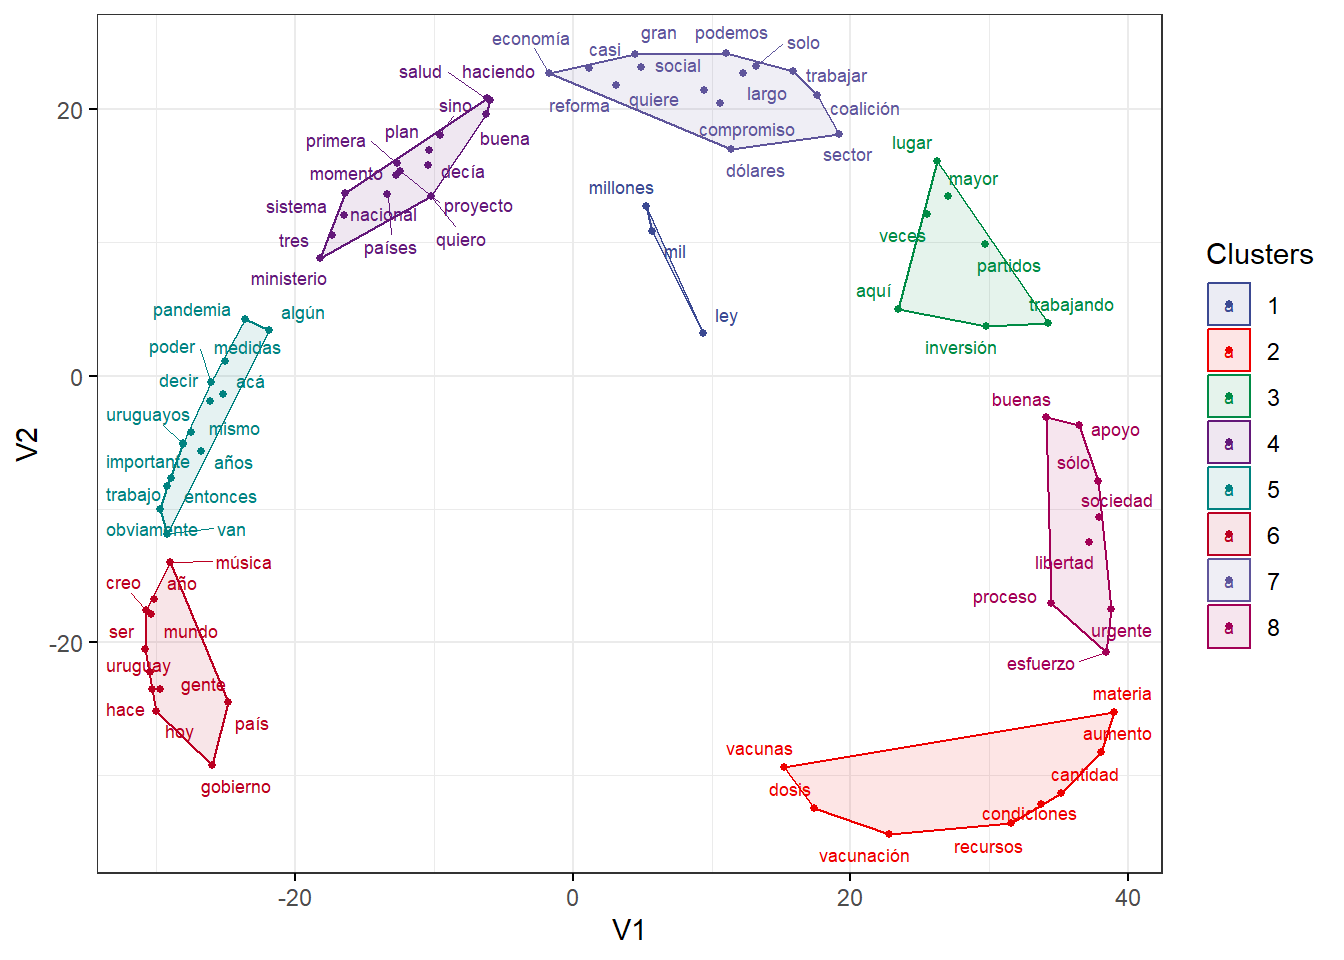 economía
gran
podemos
casi
solo
salud
haciendo
social
trabajar
sino
reforma
quiere
largo
coalición
primera
plan
buena
compromiso
sector
lugar
momento
decía
dólares
mayor
sistema
nacional
proyecto
millones
tres
países
quiero
mil
veces
partidos
ministerio
aquí
trabajando
pandemia
algún
ley
inversión
poder
medidas
decir
acá
uruguayos
mismo
buenas
apoyo
importante
años
sólo
trabajo
entonces
sociedad
obviamente
van
música
libertad
creo
año
proceso
ser
mundo
urgente
uruguay
gente
esfuerzo
hace
hoy
país
materia
gobierno
vacunas
aumento
dosis
cantidad
condiciones
vacunación
recursos
20
0
-20
V2
-20
0
20
40
V1
Clusters
a 1
a 2
a 3
a 4
a 5
a 6
a 7
a 8